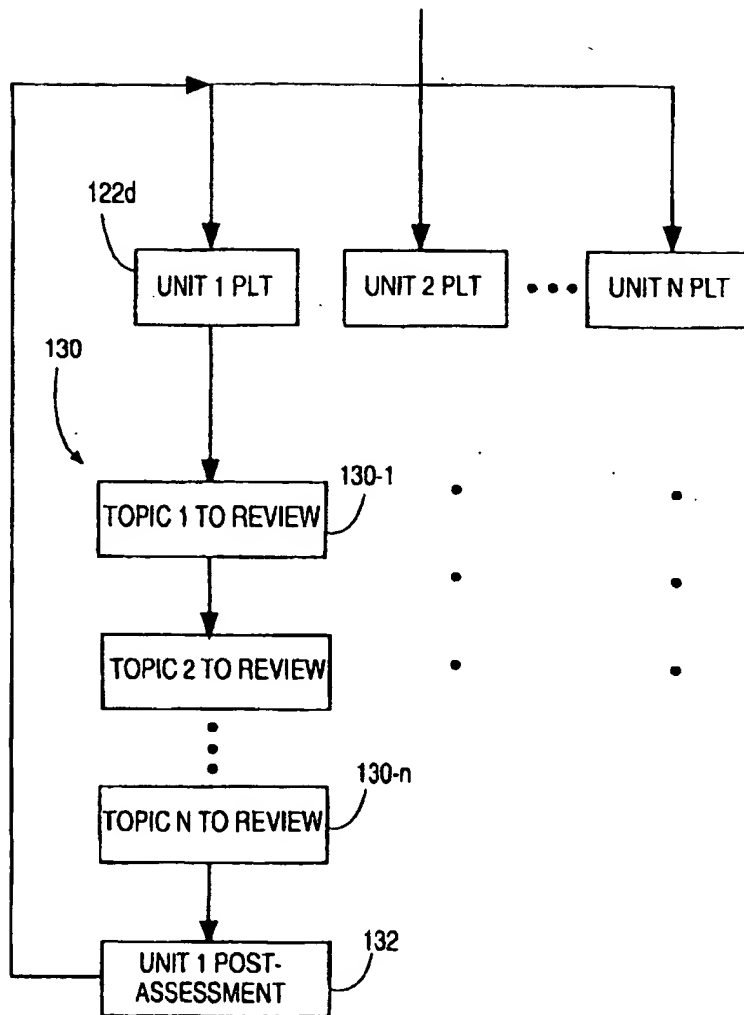 122d
UNIT 1 PLT
UNIT 2 PLT
UNIT N PLT
130
TOPIC 1 TO REVIEW
130-1
TOPIC 2 TO REVIEW
TOPIC N TO REVIEW
130-n
UNIT 1 POST-
ASSESSMENT
132